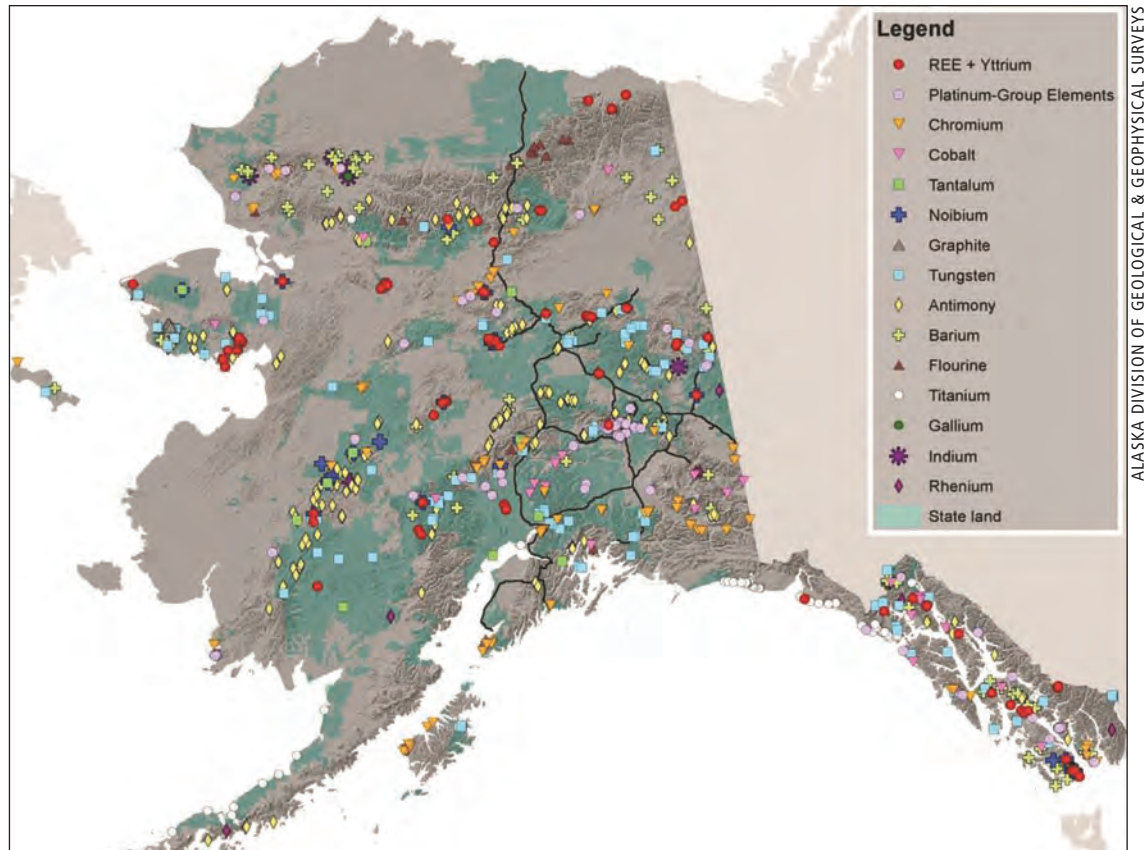 Legend
REE + Yttrium
Platinum-Group Elements
Chromium
Cobalt
Tantalum
Noibium
Graphite
Tungsten
Antimony
Barium
Flourine
Titanium
Gallium
Indium
Rhenium
State land
ALASKA DIVISION OF GEOLOGICAL & GEOPHYSICAL SURVEYS